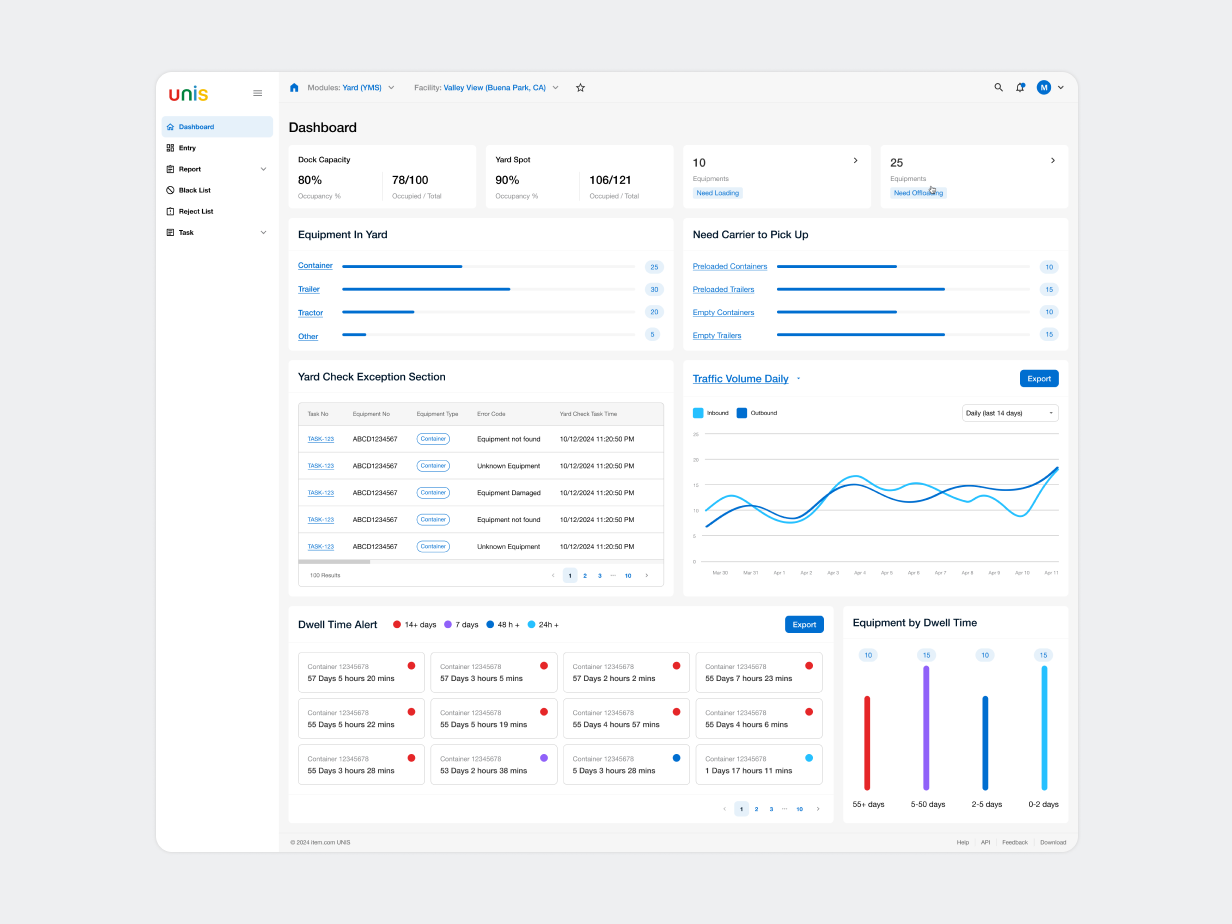 unis
Modules: Yard (YMS)
Facility: Valley View (Buena Park, CA)
M
Dashboard
Entry
Report
Black List
Reject List
Task
Dashboard
Dock Capacity
80%
78/100
Occupancy %
Occupied / Total
Yard Spot
90%
106/121
Occupancy %
Occupied / Total
10
Equipments
Need Loading
25
Equipments
Need Offloading
Equipment In Yard
Container 25
Trailer 30
Tractor 20
Other 5
Need Carrier to Pick Up
Preloaded Containers 10
Preloaded Trailers 15
Empty Containers 10
Empty Trailers 15
Yard Check Exception Section
Task No Equipment No Equipment Type Error Code Yard Check Task Time
TASK-123 ABCD1234567 Container Equipment not found 10/12/2024 11:20:50 PM
TASK-123 ABCD1234567 Container Unknown Equipment 10/12/2024 11:20:50 PM
TASK-123 ABCD1234567 Container Equipment Damaged 10/12/2024 11:20:50 PM
TASK-123 ABCD1234567 Container Equipment not found 10/12/2024 11:20:50 PM
TASK-123 ABCD1234567 Container Unknown Equipment 10/12/2024 11:20:50 PM
100 Results
1 2 3 ··· 10
Traffic Volume Daily
Export
Inbound Outbound
Daily (last 14 days)
25
20
15
10
5
0
Mar 30 Mar 31 Apr 1 Apr 2 Apr 3 Apr 4 Apr 5 Apr 6 Apr 7 Apr 8 Apr 9 Apr 10 Apr 11
Dwell Time Alert
14+ days 7 days 48 h + 24h +
Export
Container 12345678
57 Days 5 hours 20 mins
Container 12345678
57 Days 3 hours 5 mins
Container 12345678
57 Days 2 hours 2 mins
Container 12345678
55 Days 7 hours 23 mins
Container 12345678
55 Days 5 hours 22 mins
Container 12345678
55 Days 5 hours 19 mins
Container 12345678
55 Days 4 hours 57 mins
Container 12345678
55 Days 4 hours 6 mins
Container 12345678
55 Days 3 hours 28 mins
Container 12345678
53 Days 2 hours 38 mins
Container 12345678
5 Days 3 hours 28 mins
Container 12345678
1 Days 17 hours 11 mins
1 2 3 ··· 10
Equipment by Dwell Time
10 15 10 15
55+ days 5-50 days 2-5 days 0-2 days
© 2024 item.com UNIS
Help API Feedback Download